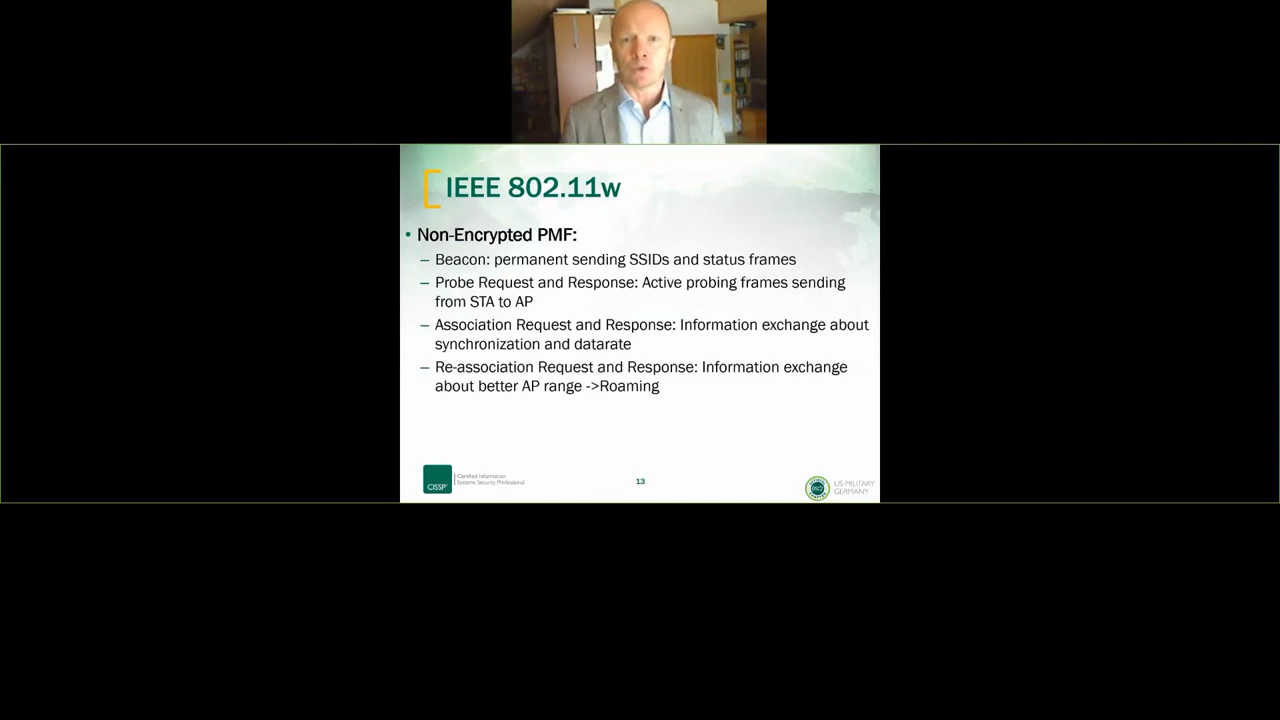 IEEE 802.11w
• Non-Encrypted PMF:
– Beacon: permanent sending SSIDs and status frames
– Probe Request and Response: Active probing frames sending
from STA to AP
– Association Request and Response: Information exchange about
synchronization and datarate
– Re-association Request and Response: Information exchange
about better AP range ->Roaming
CISSP
Certified Information
Systems Security Professional
13
US MILITARY
GERMANY